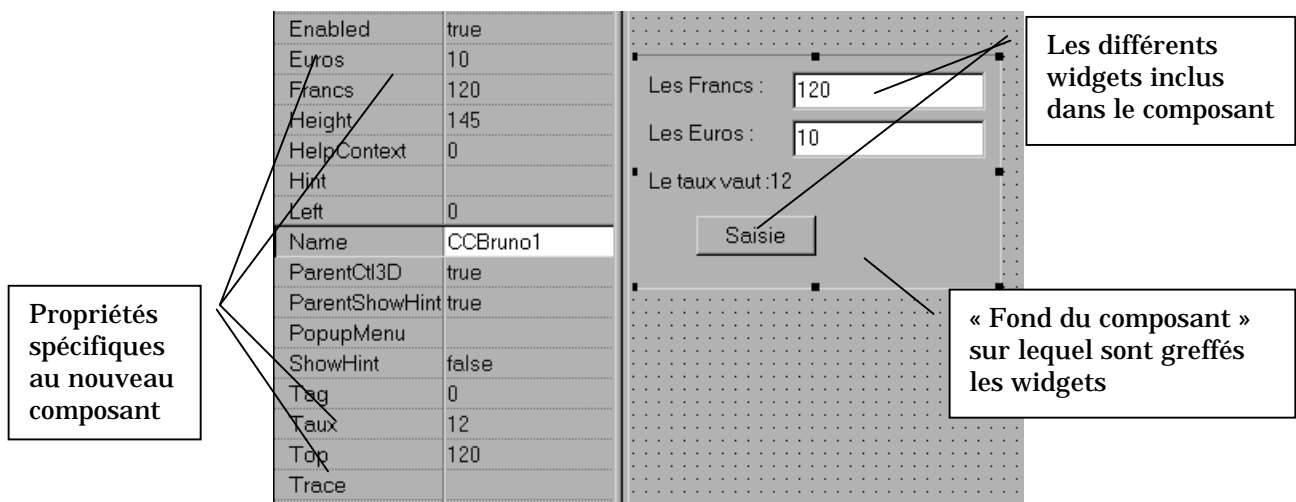 Enabled true
Euros 10
Francs 120
Height 145
HelpContext 0
Hint
Left 0
Name CCBruno1
ParentCtl3D true
ParentShowHint true
PopupMenu
ShowHint false
Tag 0
Taux 12
Top 120
Trace
Les Francs : 120
Les Euros : 10
Le taux vaut :12
Saisie
Les différents
widgets inclus
dans le composant
« Fond du composant »
sur lequel sont greffés
les widgets
Propriétés
spécifiques
au nouveau
composant